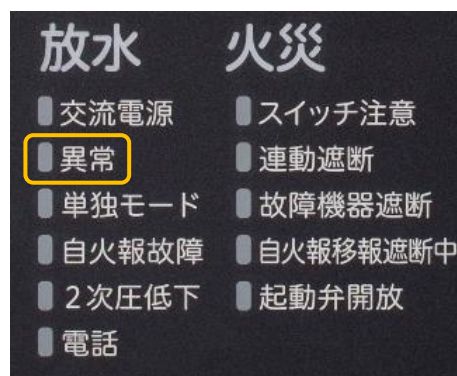 放水 火災
交流電源 スイッチ注意
異常 連動遮断
単独モード 故障機器遮断
自火報故障 自火報移報遮断中
2次圧低下 起動弁開放
電話